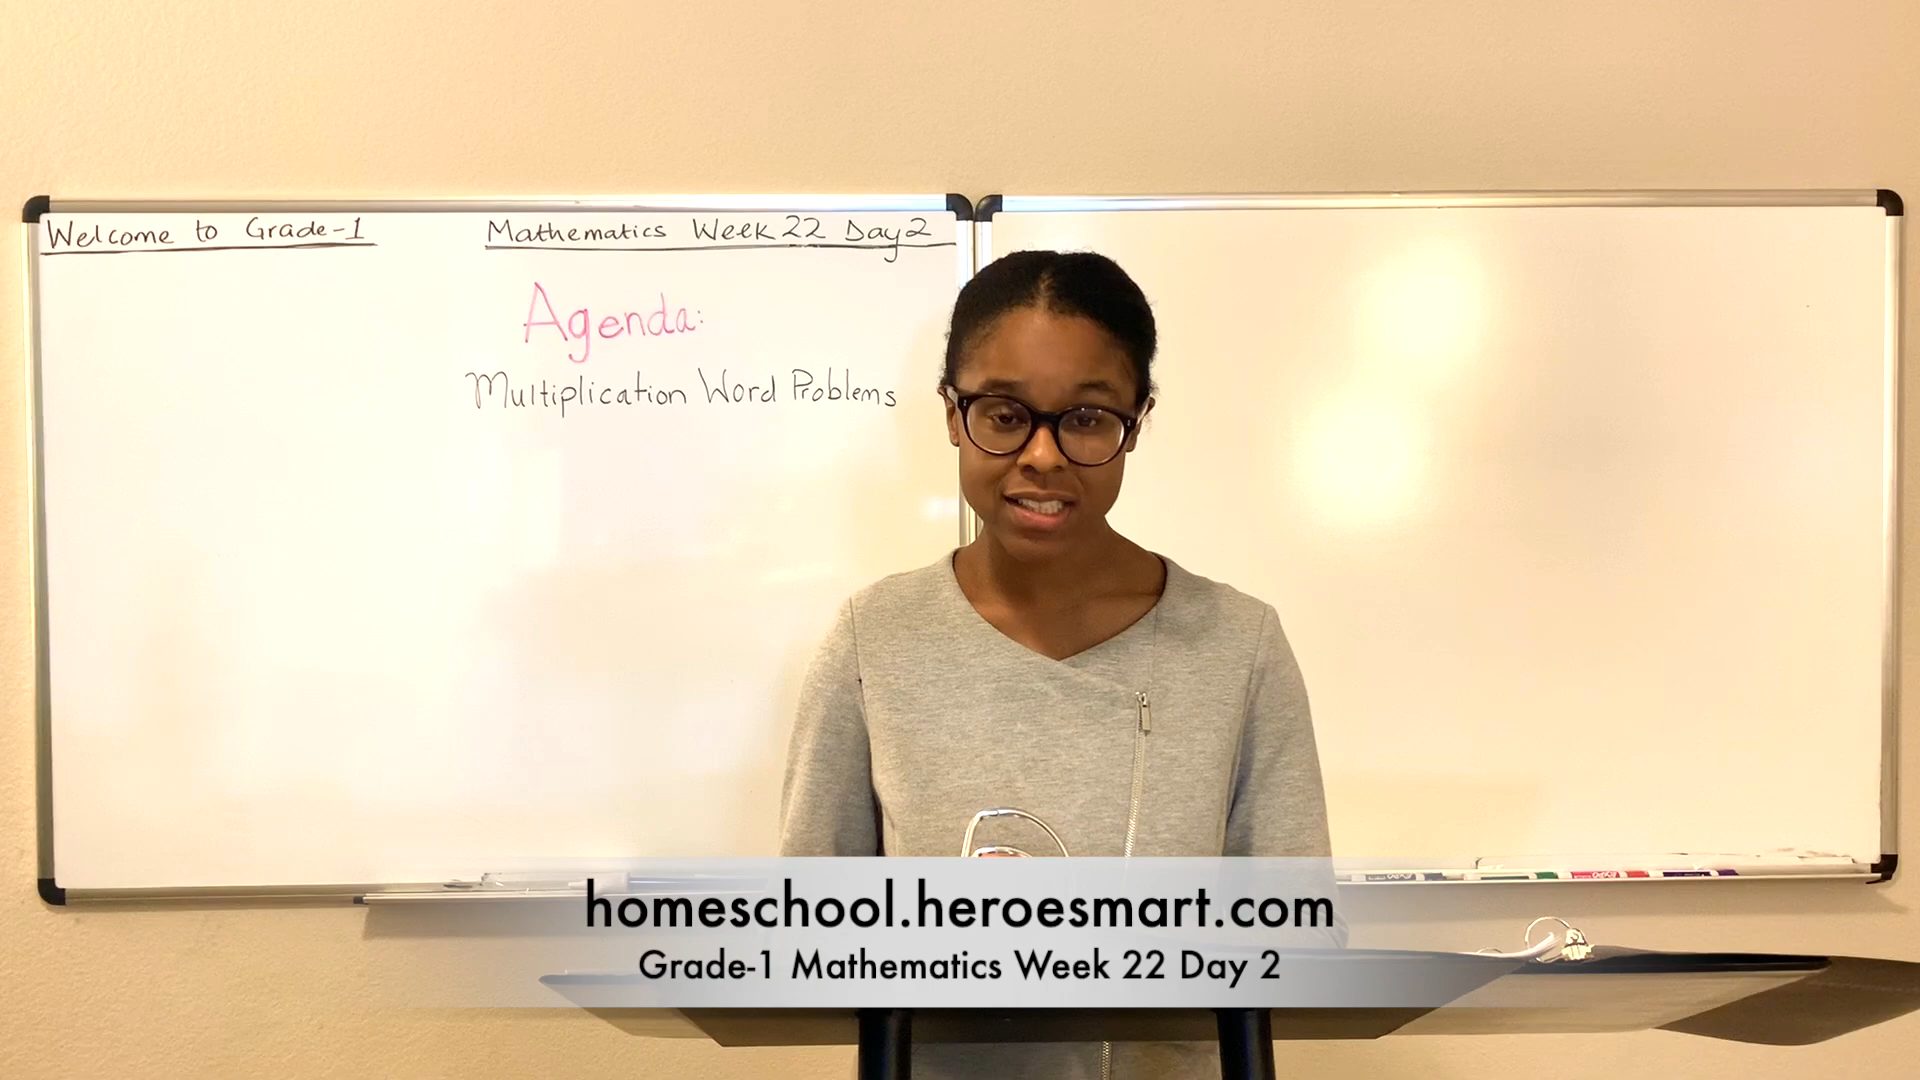 Welcome to Grade-1
Mathematics Week 22 Day 2
Agenda:
Multiplication Word Problems
homeschool.heroesmart.com
Grade-1 Mathematics Week 22 Day 2